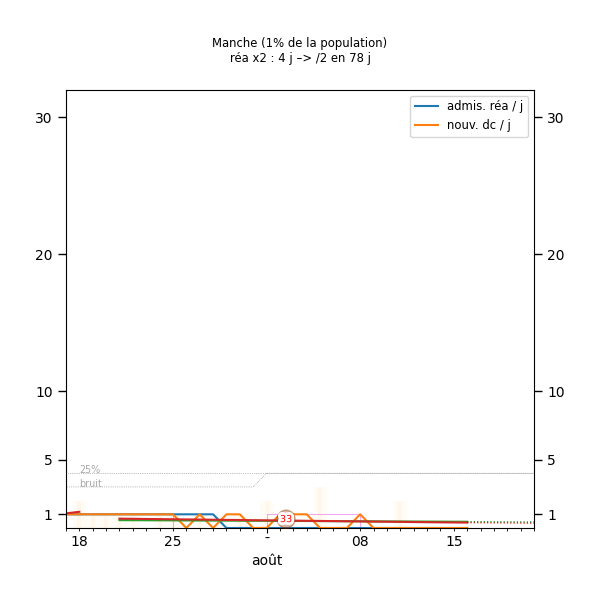 Manche (1% de la population)
réa x2 : 4 j –> /2 en 78 j
admis. réa / j
nouv. dc / j
30 30
20 20
10 10
5 5
25%
bruit
33
1 1
18 25 - 08 15
août